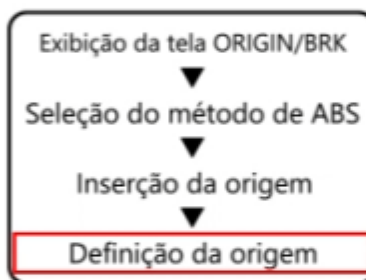 Exibição da tela ORIGIN/BRK
Seleção do método de ABS
Inserção da origem
Definição da origem